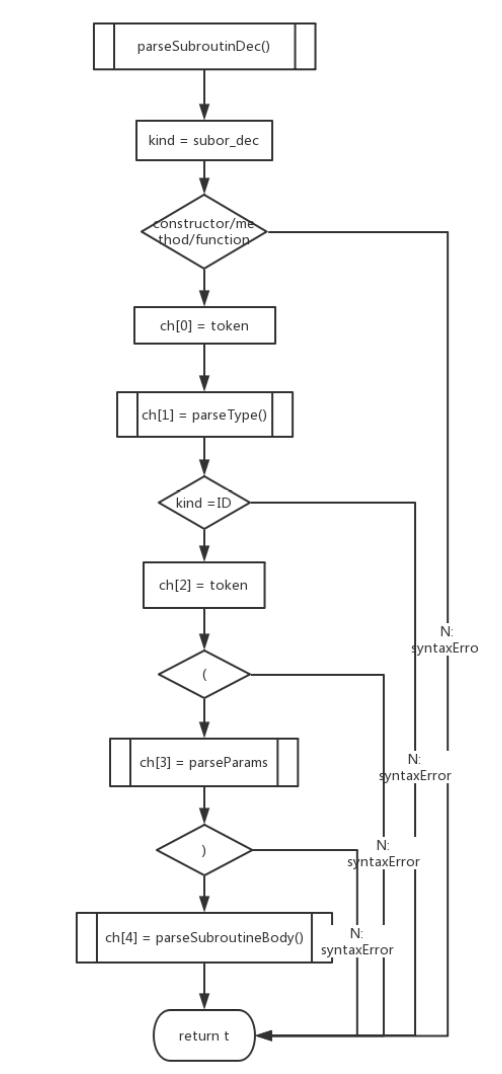 parseSubroutinDec()
kind = subor_dec
constructor/me
thod/function
ch[0] = token
ch[1] = parseType()
kind =ID
ch[2] = token
N:
syntaxErro
(
N:
syntaxError
ch[3] = parseParams
)
N:
syntaxError
ch[4] = parseSubroutineBody()
N:
syntaxError
return t